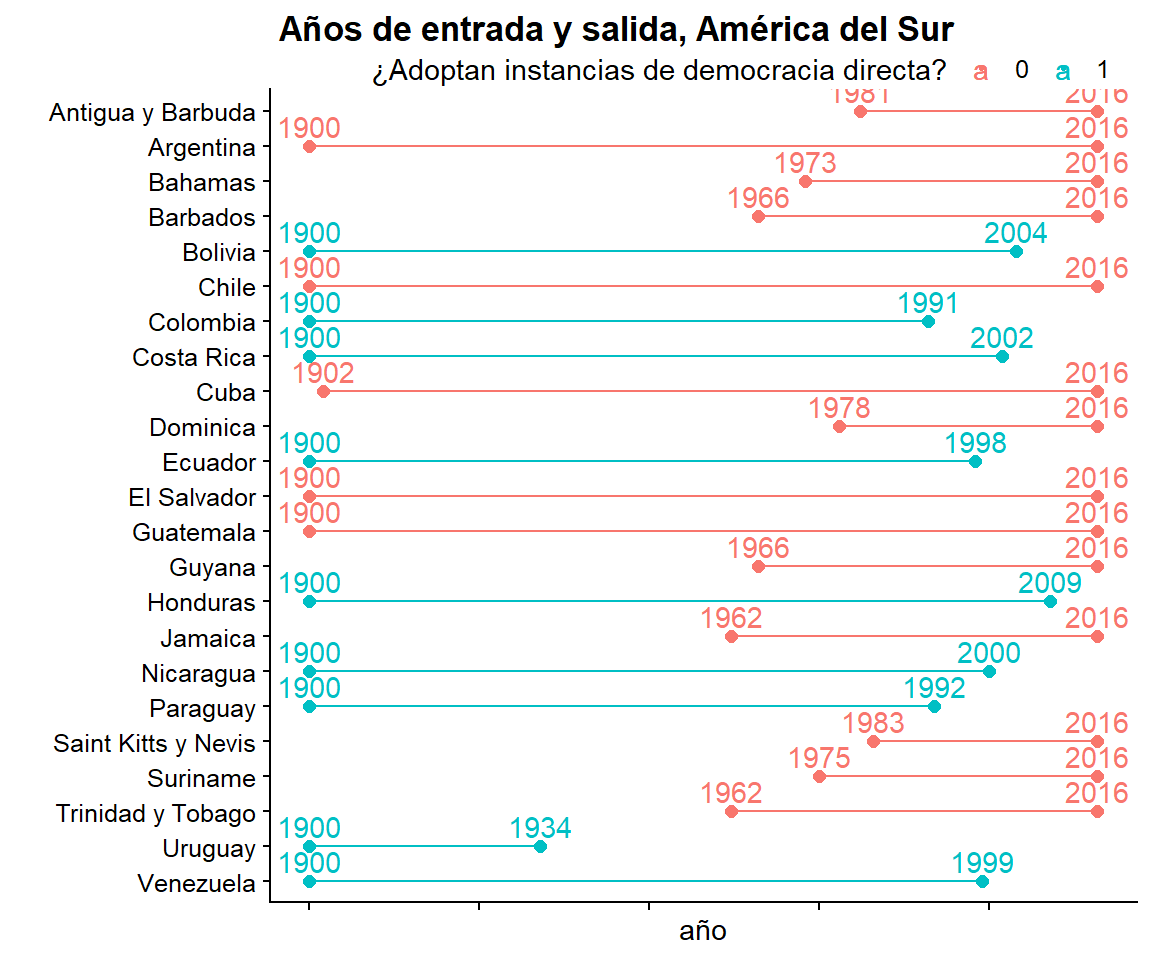 Años de entrada y salida, América del Sur
¿Adoptan instancias de democracia directa? a 0 a 1
Antigua y Barbuda 1981 2016
Argentina 1900 2016
Bahamas 1973 2016
Barbados 1966 2016
Bolivia 1900 2004
Chile 1900 2016
Colombia 1900 1991
Costa Rica 1900 2002
Cuba 1902 2016
Dominica 1978 2016
Ecuador 1900 1998
El Salvador 1900 2016
Guatemala 1900 2016
Guyana 1966 2016
Honduras 1900 2009
Jamaica 1962 2016
Nicaragua 1900 2000
Paraguay 1900 1992
Saint Kitts y Nevis 1983 2016
Suriname 1975 2016
Trinidad y Tobago 1962 2016
Uruguay 1900 1934
Venezuela 1900 1999
año